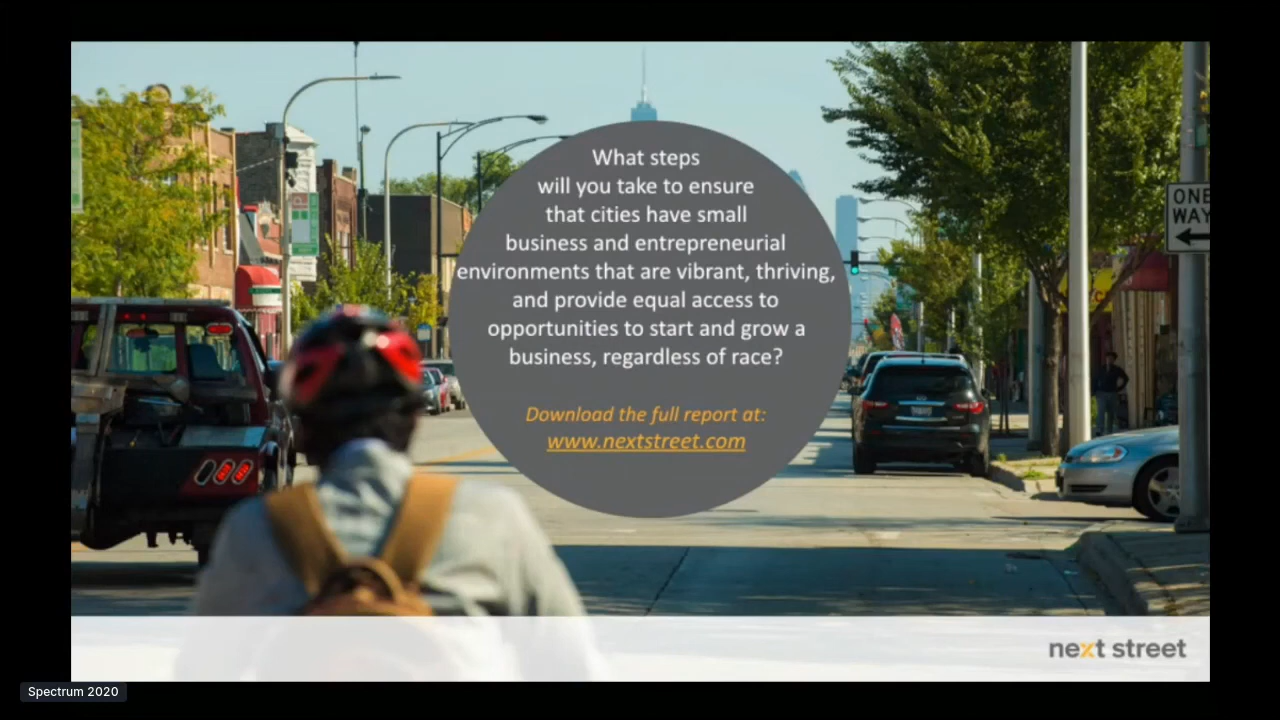 What steps
will you take to ensure
that cities have small
business and entrepreneurial
environments that are vibrant, thriving,
and provide equal access to
opportunities to start and grow a
business, regardless of race?
Download the full report at:
www.nextstreet.com
ONE
WAY
next street
Spectrum 2020